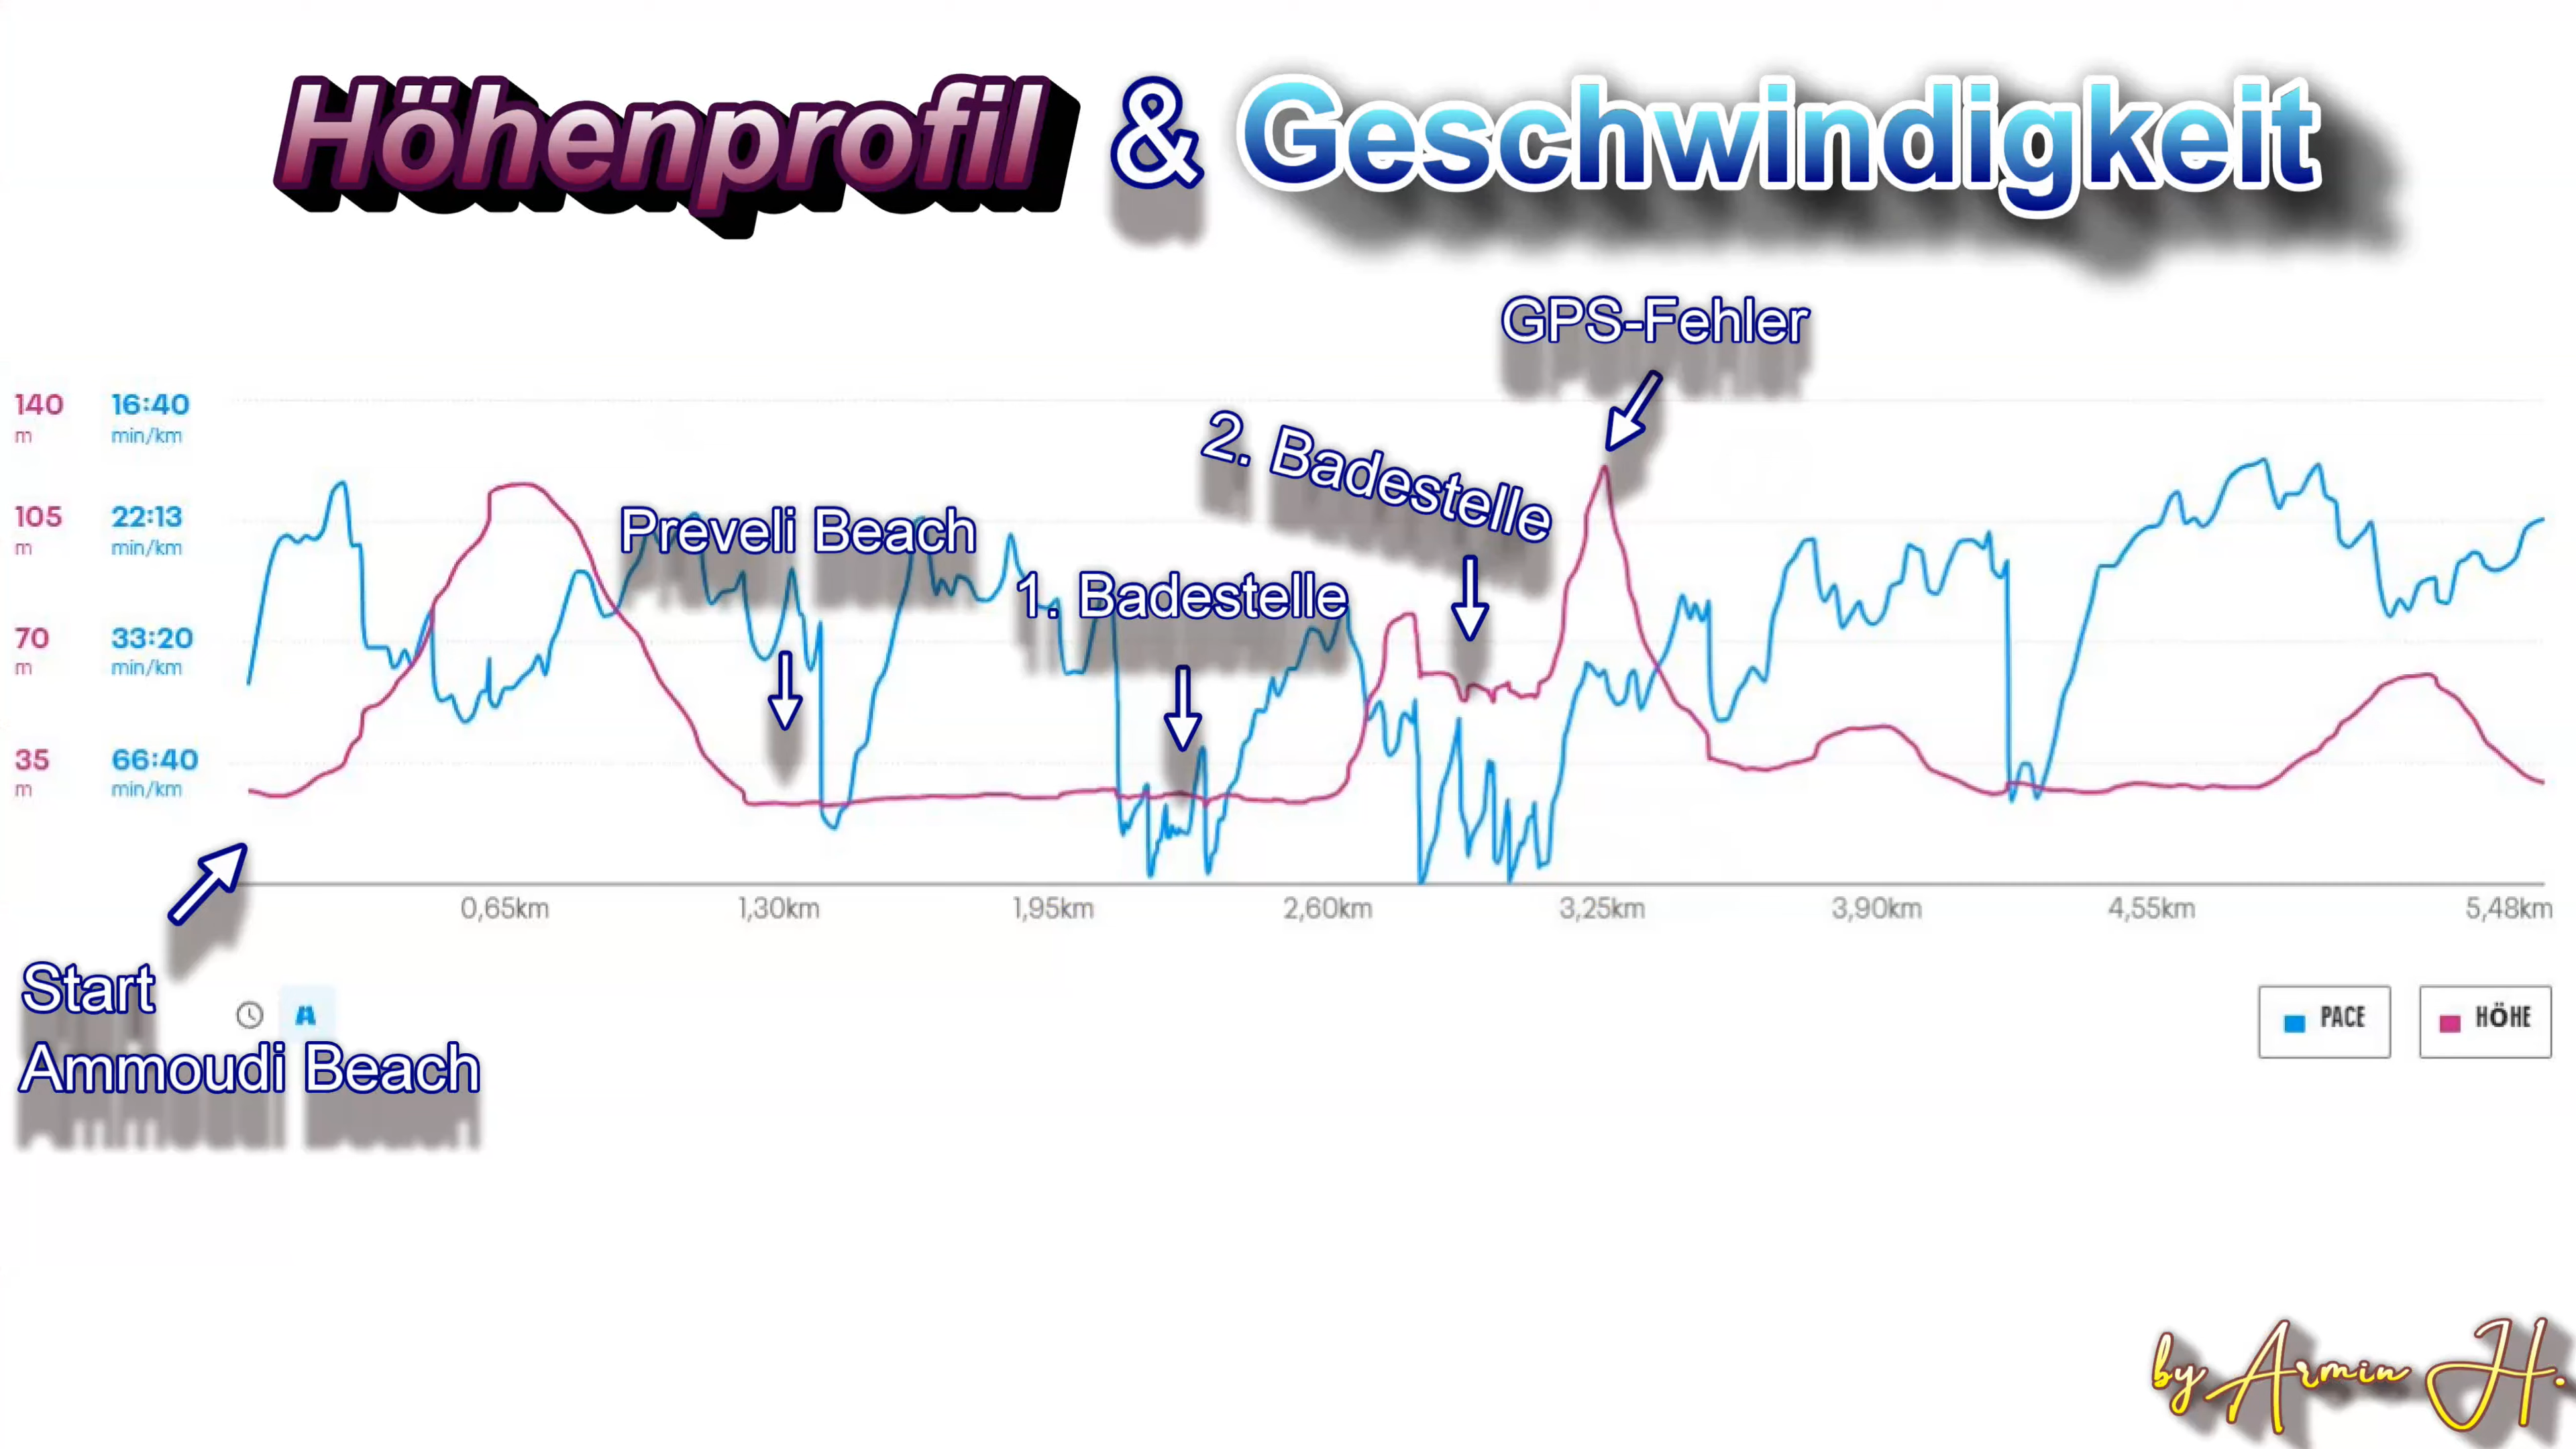 Höhenprofil & Geschwindigkeit
GPS-Fehler
2. Badestelle
Preveli Beach
1. Badestelle
140 m 16:40 min/km
105 m 22:13 min/km
70 m 33:20 min/km
35 m 66:40 min/km
0,65km 1,30km 1,95km 2,60km 3,25km 3,90km 4,55km 5,48km
Start
Ammoudi Beach
PACE HÖHE
by Armin H.